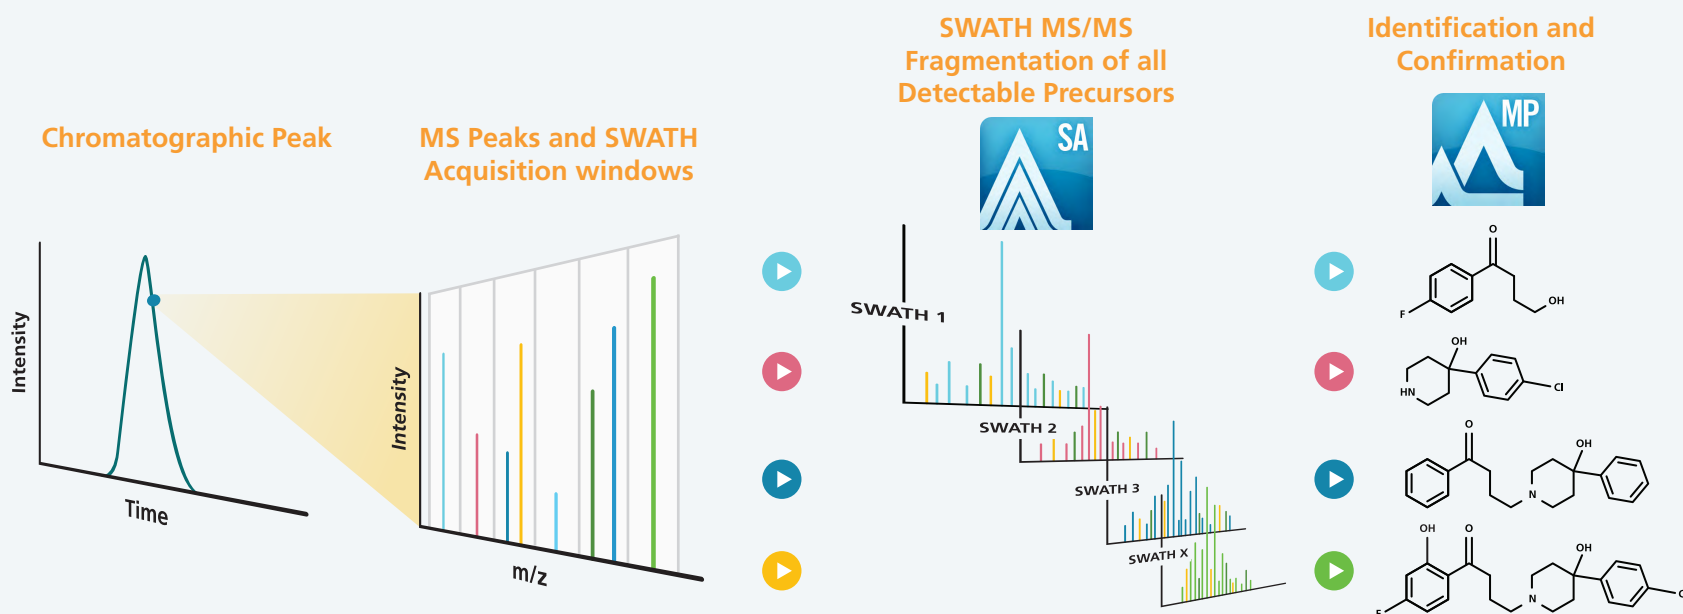 Chromatographic Peak
MS Peaks and SWATH
Acquisition windows
SWATH MS/MS
Fragmentation of all
Detectable Precursors
Identification and
Confirmation
SA
MP
Intensity
Time
Intensity
m/z
SWATH 1
SWATH 2
SWATH 3
SWATH X
O
F
OH
OH
HN
Cl
O
OH
N
OH
O
OH
N
F